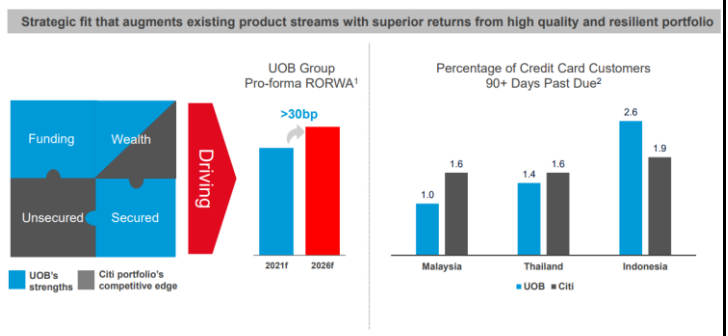 Strategic fit that augments existing product streams with superior returns from high quality and resilient portfolio
UOB Group
Pro-forma RORWA¹
>30bp
Funding
Wealth
Unsecured
Secured
Driving
2021f
2026f
UOB's
strengths
Citi portfolio's
competitive edge
Percentage of Credit Card Customers
90+ Days Past Due²
1.0
1.6
1.4
1.6
2.6
1.9
Malaysia
Thailand
Indonesia
UOB
Citi